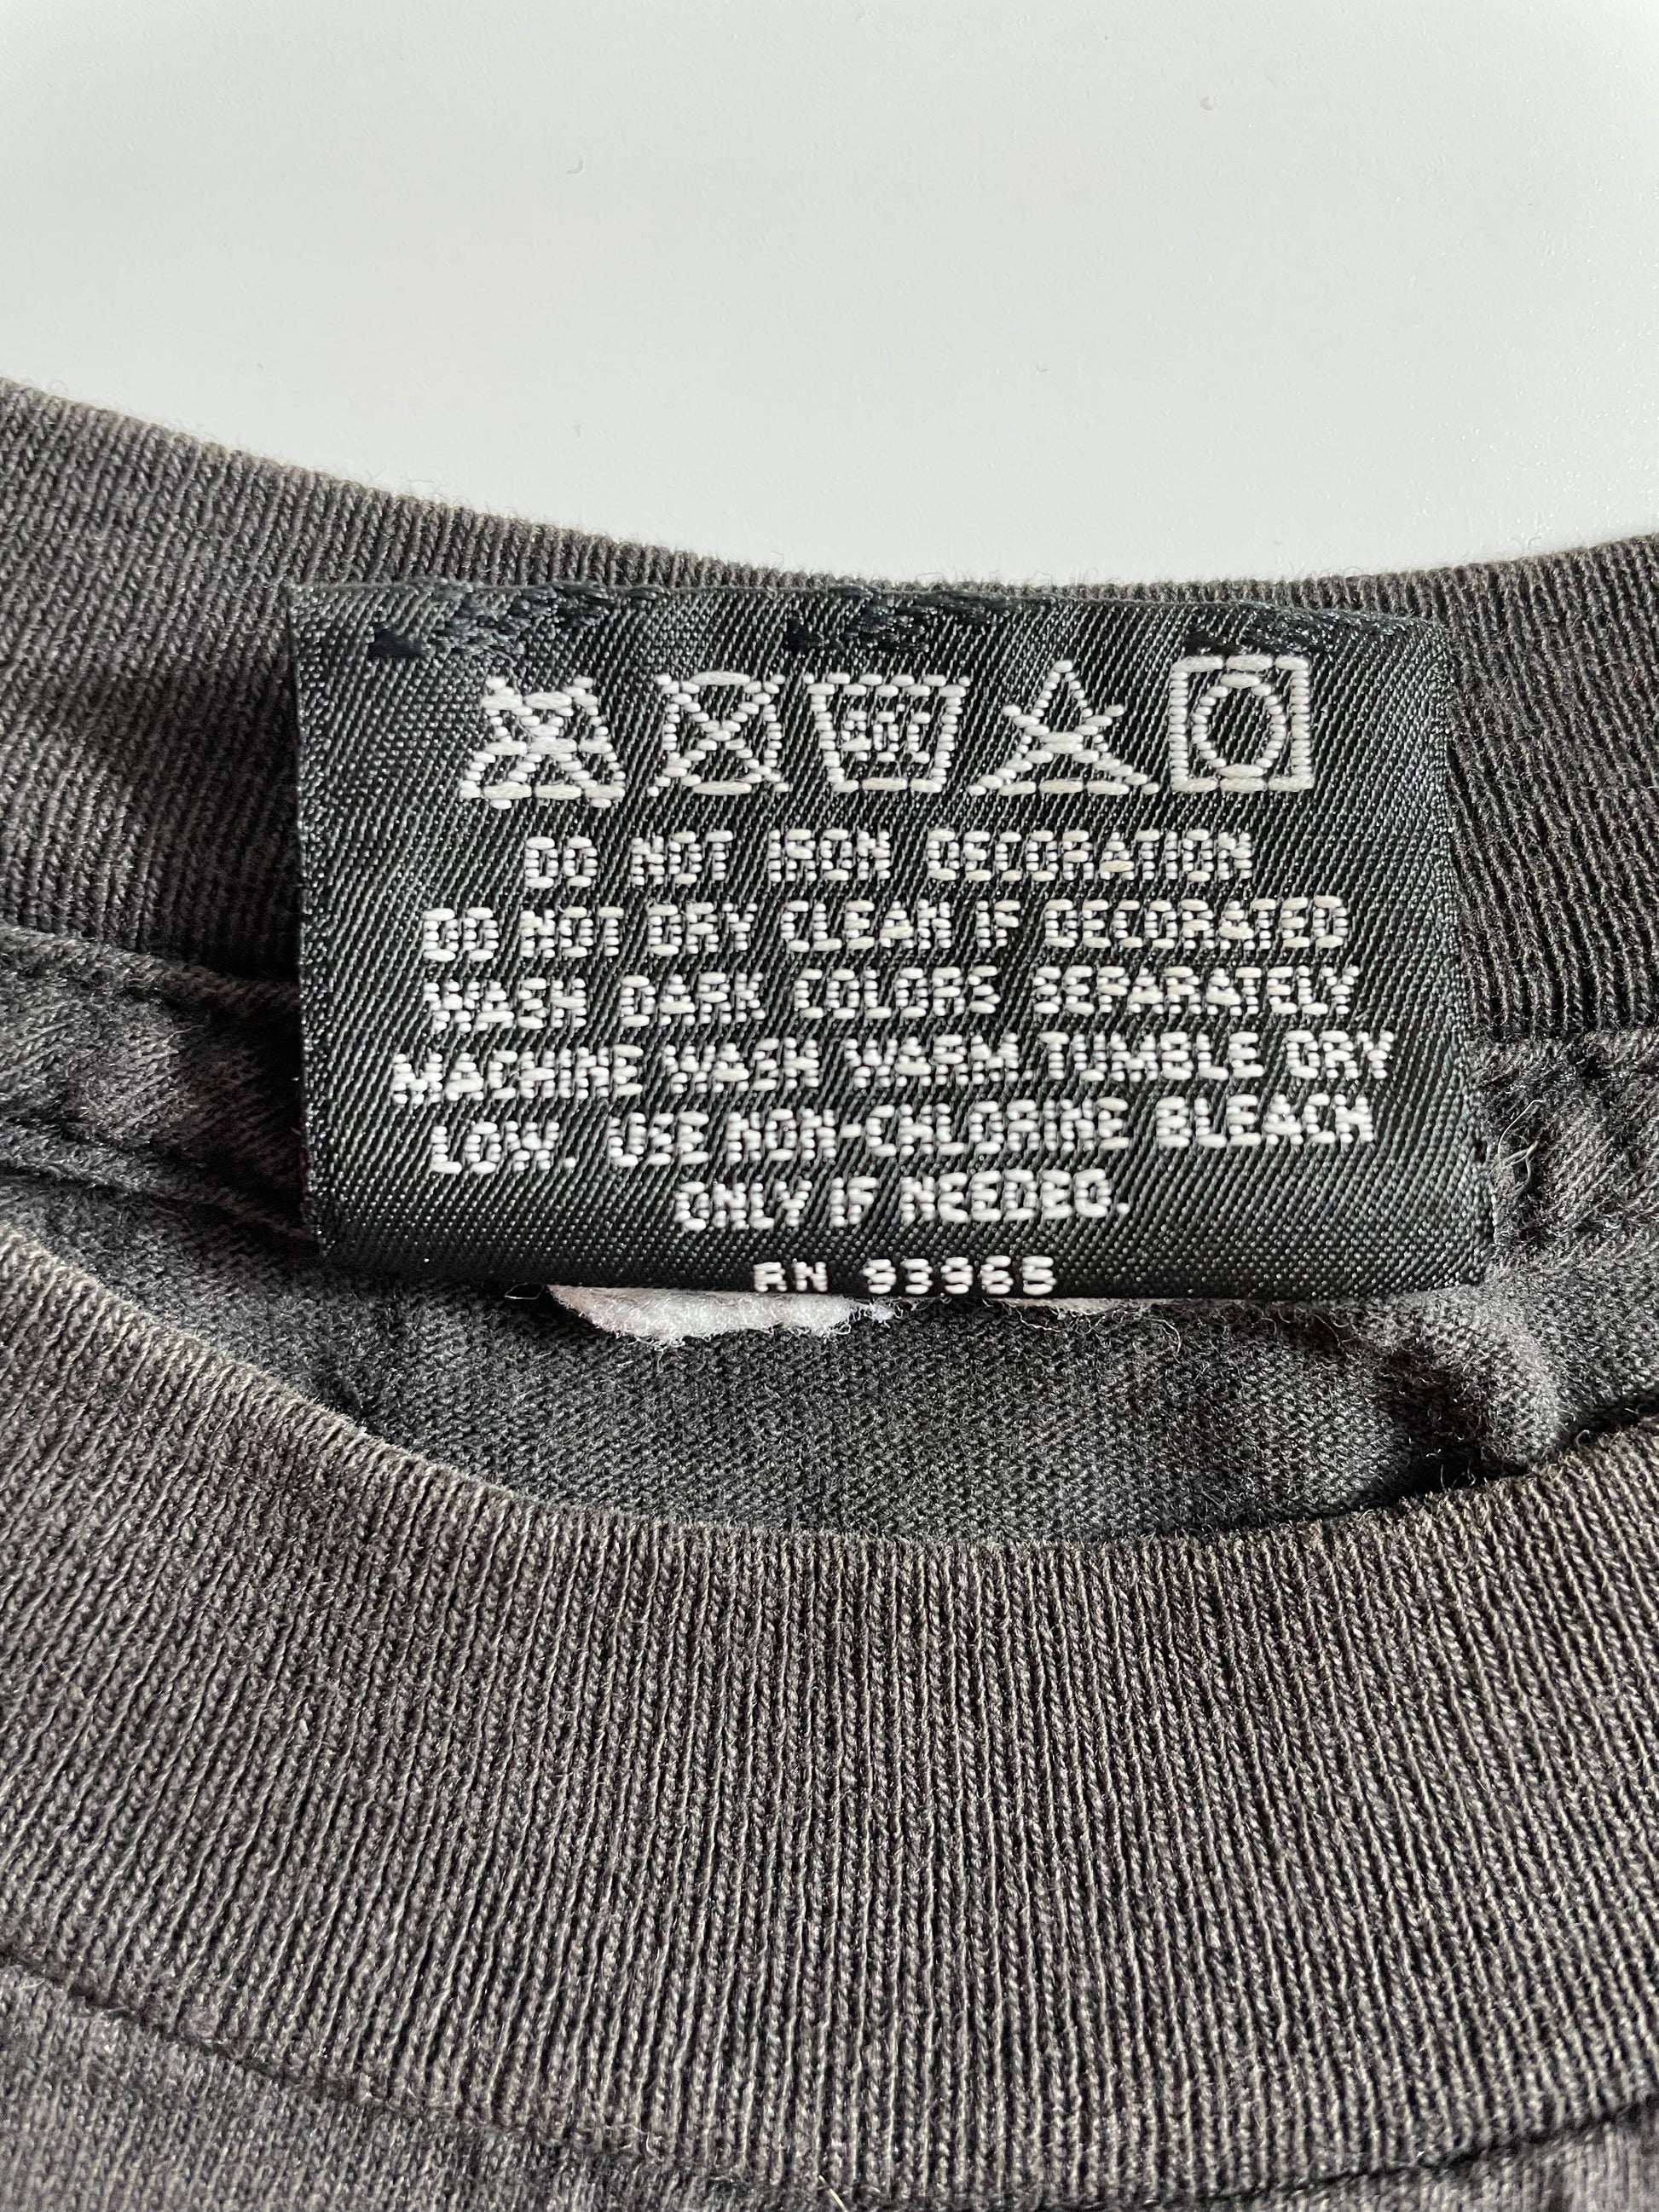 DO NOT IRON DECORATION
DO NOT DRY CLEAN IF DECORATED
WASH DARK COLORS SEPARATELY
MACHINE WASH WARM. TUMBLE DRY
LOW. USE NON-CHLORINE BLEACH
ONLY IF NEEDED.
RN 93965